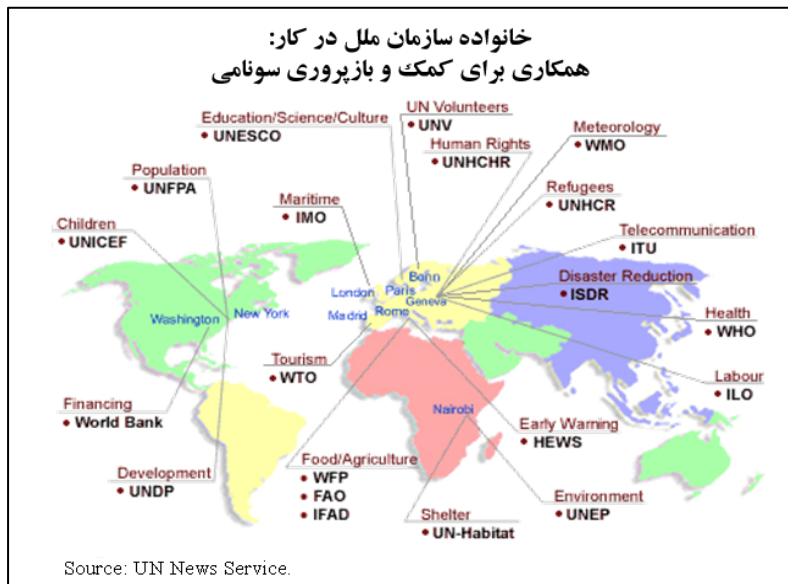 خانواده سازمان ملل در کار:
همکاری برای کمک و بازپروری سونامی
UN Volunteers
• UNV
Education/Science/Culture
• UNESCO
Human Rights
• UNHCHR
Meteorology
• WMO
Population
• UNFPA
Maritime
• IMO
Refugees
• UNHCR
Children
• UNICEF
Telecommunication
• ITU
Bonn
Paris
London
Geneva
Disaster Reduction
• ISDR
Washington
New York
Madrid
Rome
Health
• WHO
Tourism
• WTO
Labour
• ILO
Financing
• World Bank
Nairobi
Early Warning
• HEWS
Development
• UNDP
Food/Agriculture
• WFP
• FAO
• IFAD
Environment
• UNEP
Shelter
• UN-Habitat
Source: UN News Service.